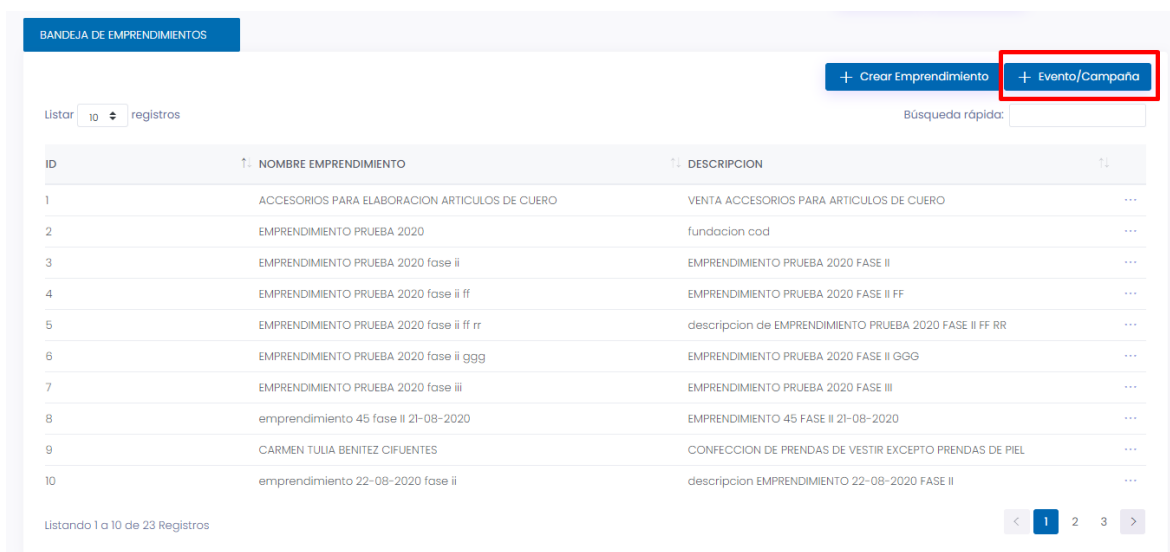 BANDEJA DE EMPRENDIMIENTOS
+ Crear Emprendimiento + Evento/Campaña
Listar 10 registros Búsqueda rápida:
ID NOMBRE EMPRENDIMIENTO DESCRIPCION
1 ACCESORIOS PARA ELABORACION ARTICULOS DE CUERO VENTA ACCESORIOS PARA ARTICULOS DE CUERO ...
2 EMPRENDIMIENTO PRUEBA 2020 fundacion cod ...
3 EMPRENDIMIENTO PRUEBA 2020 fase ii EMPRENDIMIENTO PRUEBA 2020 FASE II ...
4 EMPRENDIMIENTO PRUEBA 2020 fase ii ff EMPRENDIMIENTO PRUEBA 2020 FASE II FF ...
5 EMPRENDIMIENTO PRUEBA 2020 fase ii ff rr descripcion de EMPRENDIMIENTO PRUEBA 2020 FASE II FF RR ...
6 EMPRENDIMIENTO PRUEBA 2020 fase ii ggg EMPRENDIMIENTO PRUEBA 2020 FASE II GGG ...
7 EMPRENDIMIENTO PRUEBA 2020 fase iii EMPRENDIMIENTO PRUEBA 2020 FASE III ...
8 emprendimiento 45 fase II 21-08-2020 EMPRENDIMIENTO 45 FASE II 21-08-2020 ...
9 CARMEN TULIA BENITEZ CIFUENTES CONFECCION DE PRENDAS DE VESTIR EXCEPTO PRENDAS DE PIEL ...
10 emprendimiento 22-08-2020 fase ii descripcion EMPRENDIMIENTO 22-08-2020 FASE II ...
Listando 1 a 10 de 23 Registros < 1 2 3 >